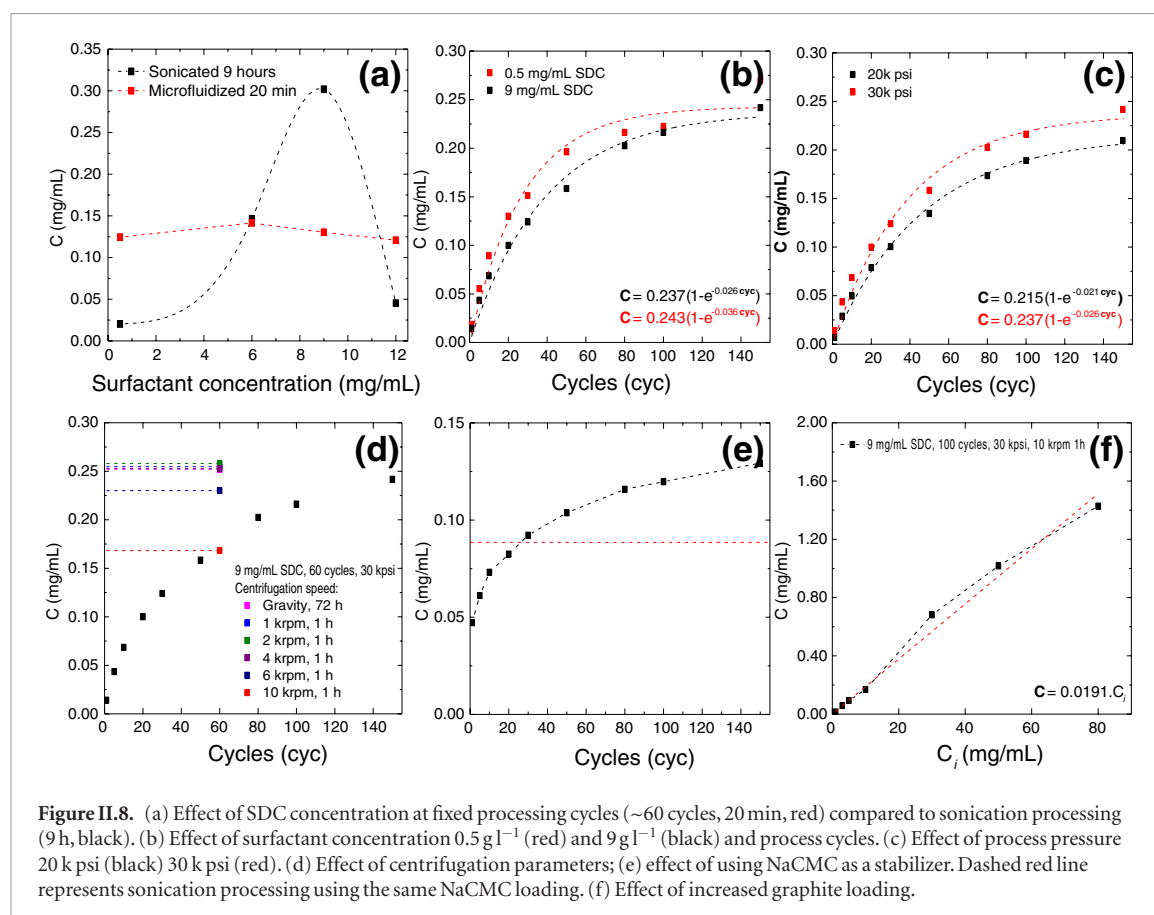 (a)
0.35
0.30
0.25
0.20
0.15
0.10
0.05
0.00
C (mg/mL)
Sonicated 9 hours
Microfluidized 20 min
0 2 4 6 8 10 12
Surfactant concentration (mg/mL)
(b)
0.30
0.25
0.20
0.15
0.10
0.05
0.00
C (mg/mL)
0.5 mg/mL SDC
9 mg/mL SDC
C = 0.237(1-e^-0.026 cyc)
C = 0.243(1-e^-0.036 cyc)
0 20 40 60 80 100 120 140
Cycles (cyc)
(c)
0.30
0.25
0.20
0.15
0.10
0.05
0.00
C (mg/mL)
20k psi
30k psi
C = 0.215(1-e^-0.021 cyc)
C = 0.237(1-e^-0.026 cyc)
0 20 40 60 80 100 120 140
Cycles (cyc)
(d)
0.30
0.25
0.20
0.15
0.10
0.05
0.00
C (mg/mL)
9 mg/mL SDC, 60 cycles, 30 kpsi
Centrifugation speed:
Gravity, 72 h
1 krpm, 1 h
2 krpm, 1 h
4 krpm, 1 h
6 krpm, 1 h
10 krpm, 1 h
0 20 40 60 80 100 120 140
Cycles (cyc)
(e)
0.15
0.10
0.05
0.00
C (mg/mL)
0 20 40 60 80 100 120 140
Cycles (cyc)
(f)
2.00
1.60
1.20
0.80
0.40
0.00
C (mg/mL)
9 mg/mL SDC, 100 cycles, 30 kpsi, 10 krpm 1h
C = 0.0191.Ci
0 20 40 60 80
Ci (mg/mL)
Figure II.8. (a) Effect of SDC concentration at fixed processing cycles (~60 cycles, 20 min, red) compared to sonication processing
(9 h, black). (b) Effect of surfactant concentration 0.5 g l−1 (red) and 9 g l−1 (black) and process cycles. (c) Effect of process pressure
20 k psi (black) 30 k psi (red). (d) Effect of centrifugation parameters; (e) effect of using NaCMC as a stabilizer. Dashed red line
represents sonication processing using the same NaCMC loading. (f) Effect of increased graphite loading.